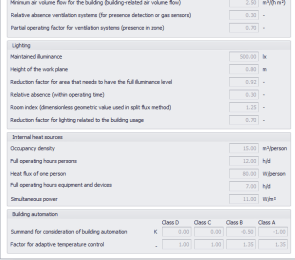 Minimum air volume flow for the building (building-related air volume flow) 2.50 m³/(h m²)
Relative absence ventilation systems (for presence detection or gas sensors) 0.30 -
Partial operating factor for ventilation systems (presence in zone) 0.70 -
Lighting
Maintained illuminance 500.00 lx
Height of the work plane 0.80 m
Reduction factor for area that needs to have the full illuminance level -
Relative absence (within operating time) 0.30 -
Room index (dimensionless geometric value used in split flux method) 1.25 -
Reduction factor for lighting related to the building usage 0.70 -
Internal heat sources
Occupancy density 15.00 m²/person
Full operating hours persons 12.00 h/d
Heat flux of one person 80.00 W/person
Full operating hours equipment and devices 7.00 h/d
Simultaneous power 11.00 W/m²
Building automation
Class D Class C Class B Class A
Summand for consideration of building automation K 0.00 0.00 -0.50 -1.00
Factor for adaptive temperature control _ 1.00 1.00 1.35 1.35